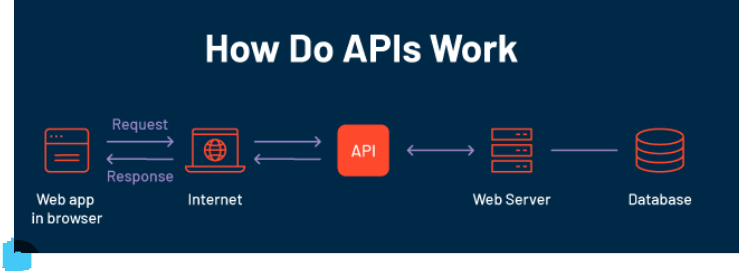 How Do APIs Work
Request
Response
API
Web app
in browser
Internet
Web Server
Database